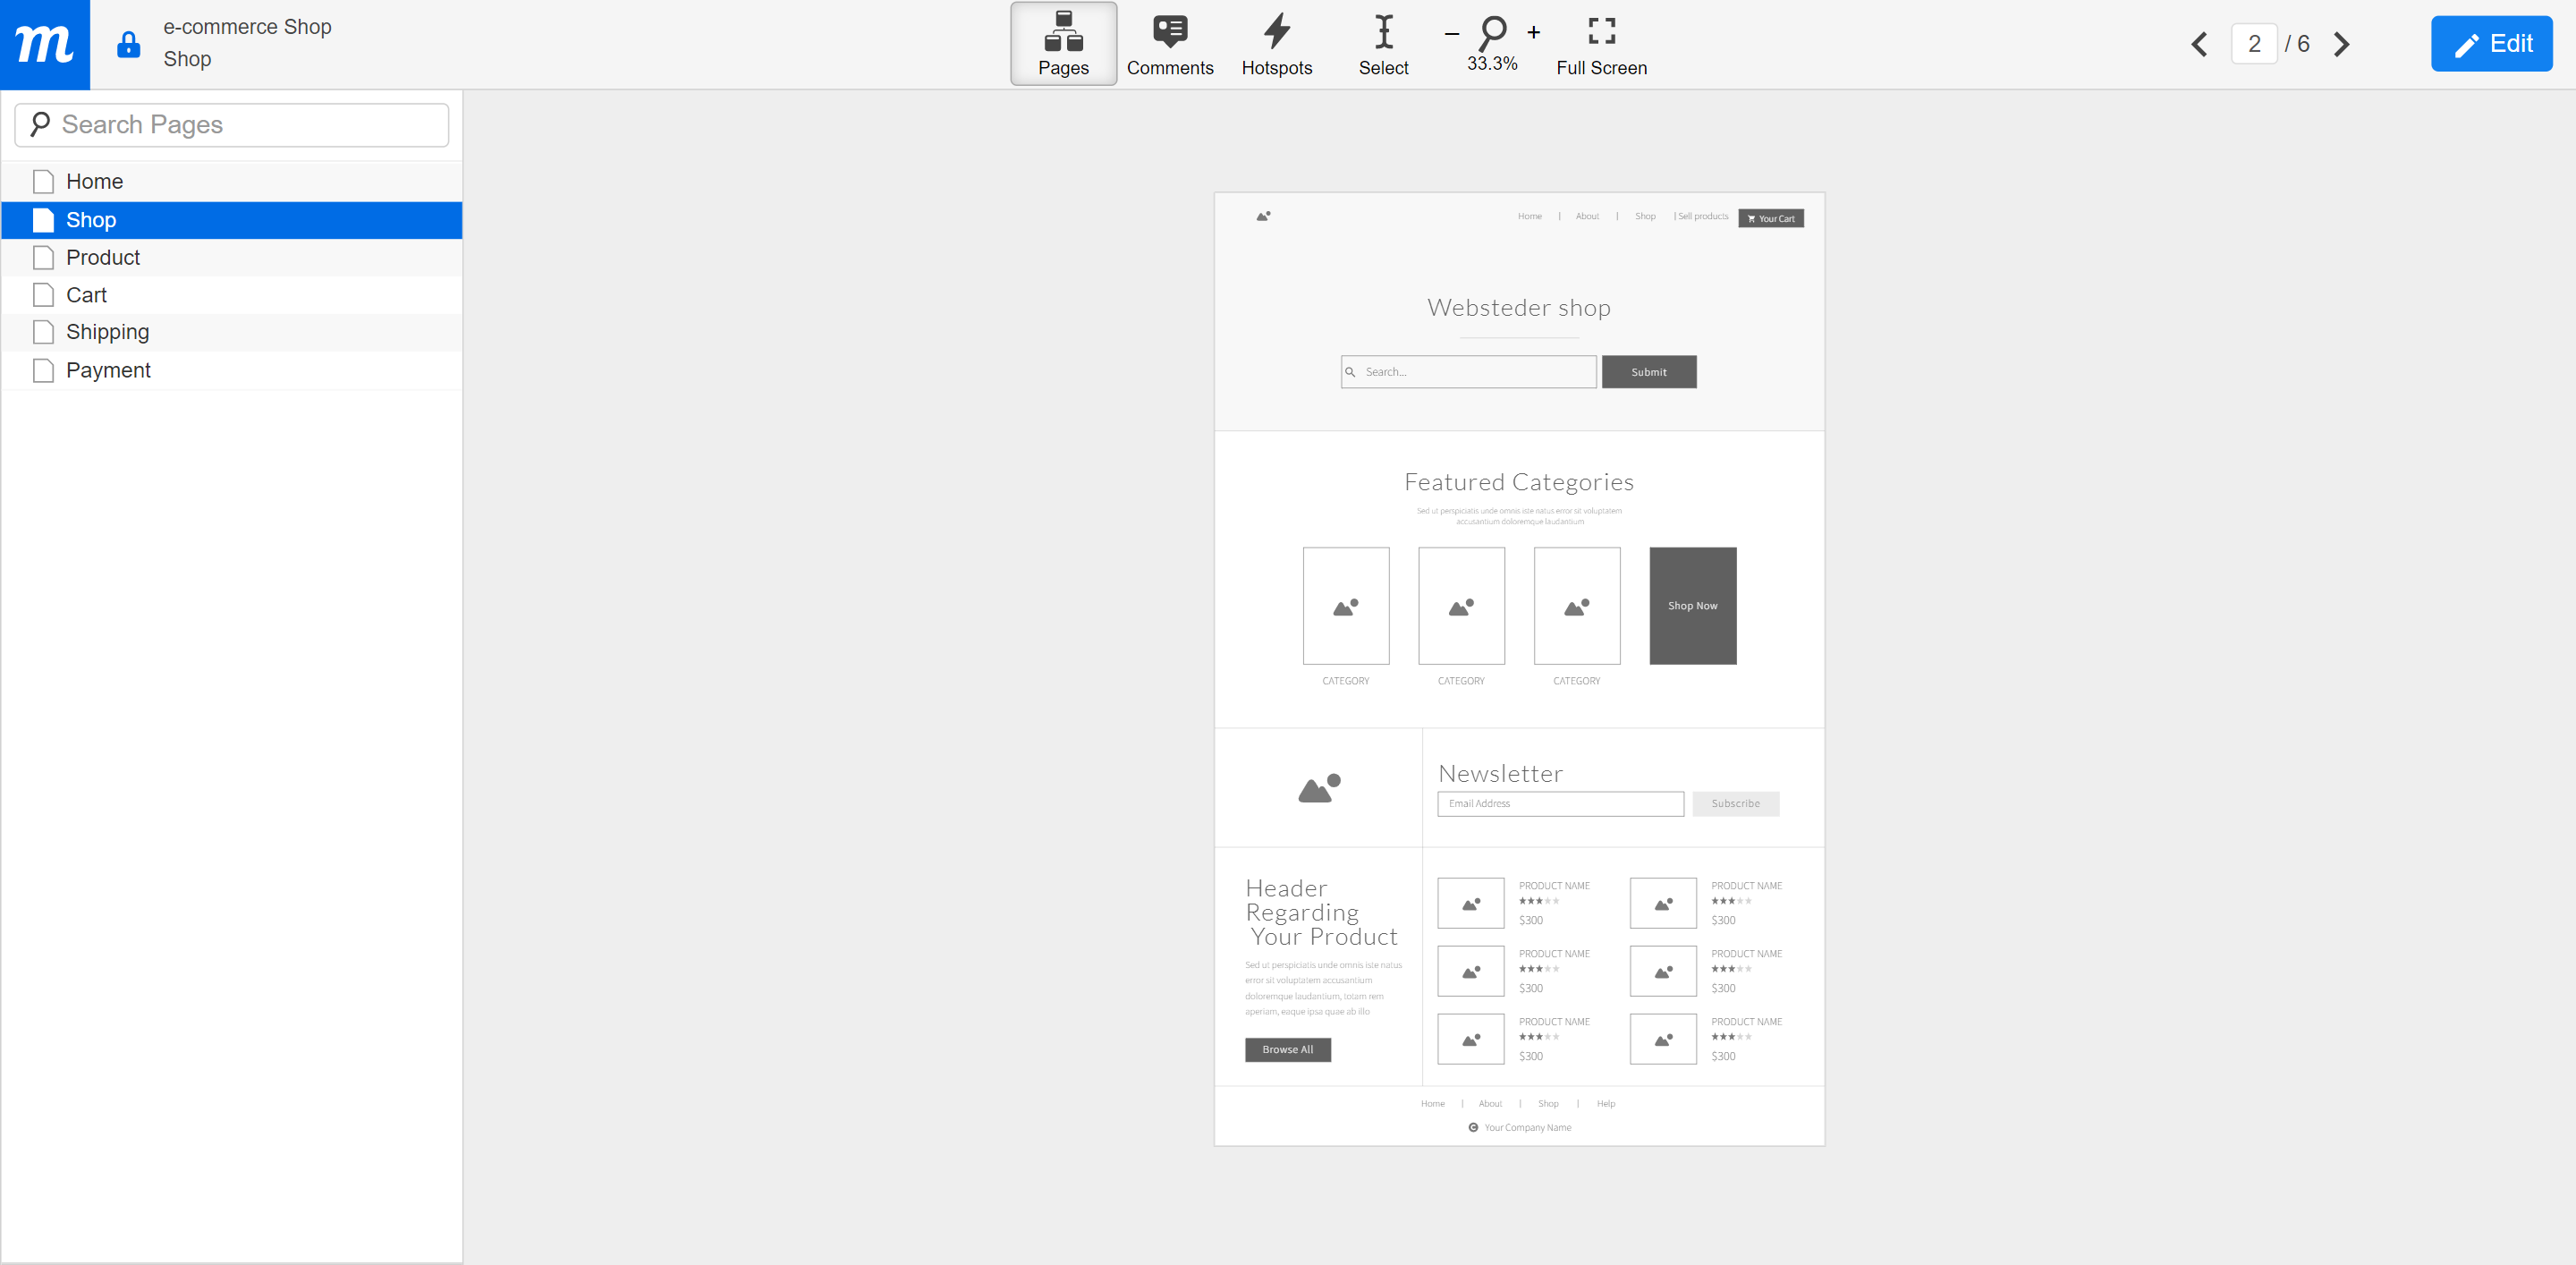 m
e-commerce Shop
Shop
Pages
Comments
Hotspots
Select
33.3%
Full Screen
2 / 6
Edit
Search Pages
Home
Shop
Product
Cart
Shipping
Payment
Home | About | Shop | Sell products Your Cart
Websteder shop
Search... Submit
Featured Categories
Sed ut perspiciatis unde omnis iste natus error sit voluptatem
accusantium doloremque laudantium
Shop Now
CATEGORY CATEGORY CATEGORY
Newsletter
Email Address Subscribe
Header
Regarding
Your Product
Sed ut perspiciatis unde omnis iste natus
error sit voluptatem accusantium
doloremque laudantium, totam rem
aperiam, eaque ipsa quae ab illo
Browse All
PRODUCT NAME
$300
PRODUCT NAME
$300
PRODUCT NAME
$300
PRODUCT NAME
$300
PRODUCT NAME
$300
PRODUCT NAME
$300
Home | About | Shop | Help
© Your Company Name